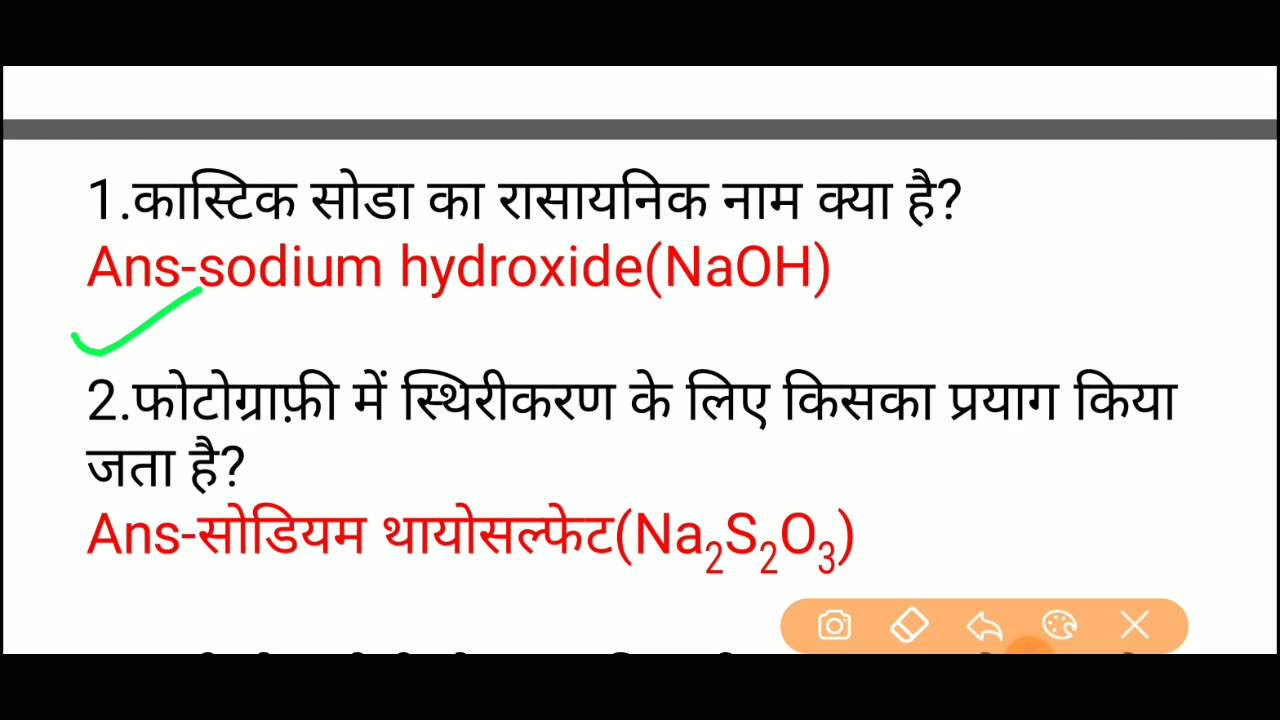 1.कास्टिक सोडा का रासायनिक नाम क्या है?
Ans-sodium hydroxide(NaOH)
2.फोटोग्राफ़ी में स्थिरीकरण के लिए किसका प्रयाग किया
जता है?
Ans-सोडियम थायोसल्फेट(Na₂S₂O₃)